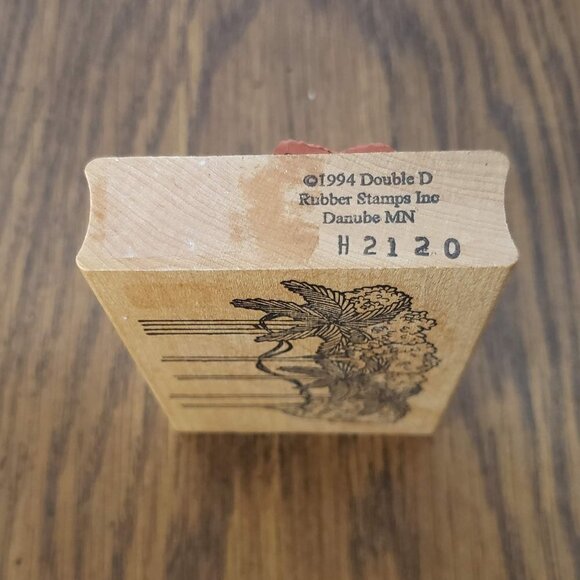 ©1994 Double D
Rubber Stamps Inc
Danube MN
H2120